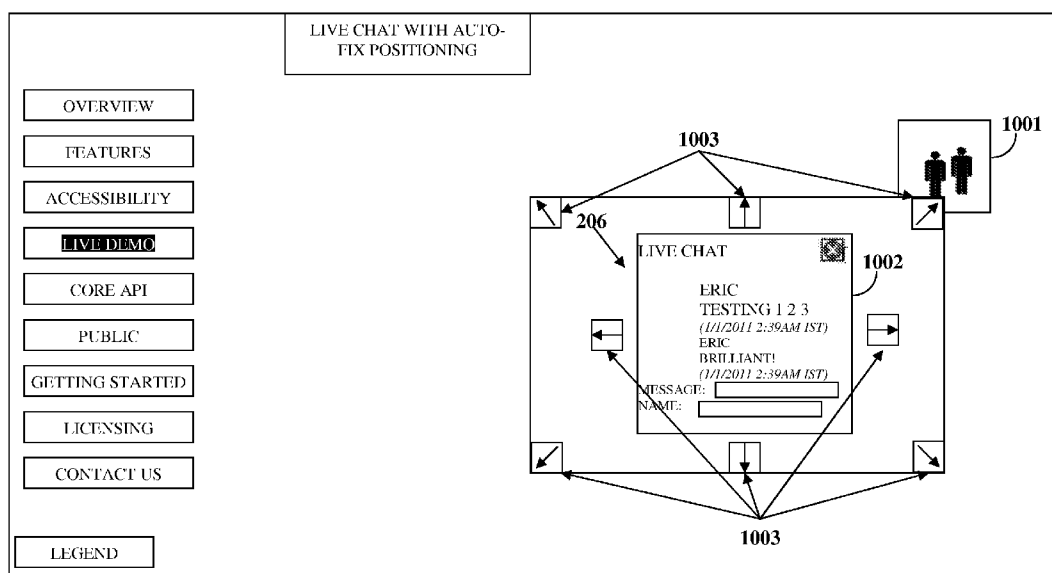 LIVE CHAT WITH AUTO-
FIX POSITIONING
OVERVIEW
FEATURES
ACCESSIBILITY
LIVE DEMO
CORE API
PUBLIC
GETTING STARTED
LICENSING
CONTACT US
LEGEND
1001
1003
206
LIVE CHAT
1002
ERIC
TESTING 1 2 3
(1/1/2011 2:39AM IST)
ERIC
BRILLIANT!
(1/1/2011 2:39AM IST)
MESSAGE:
NAME:
1003